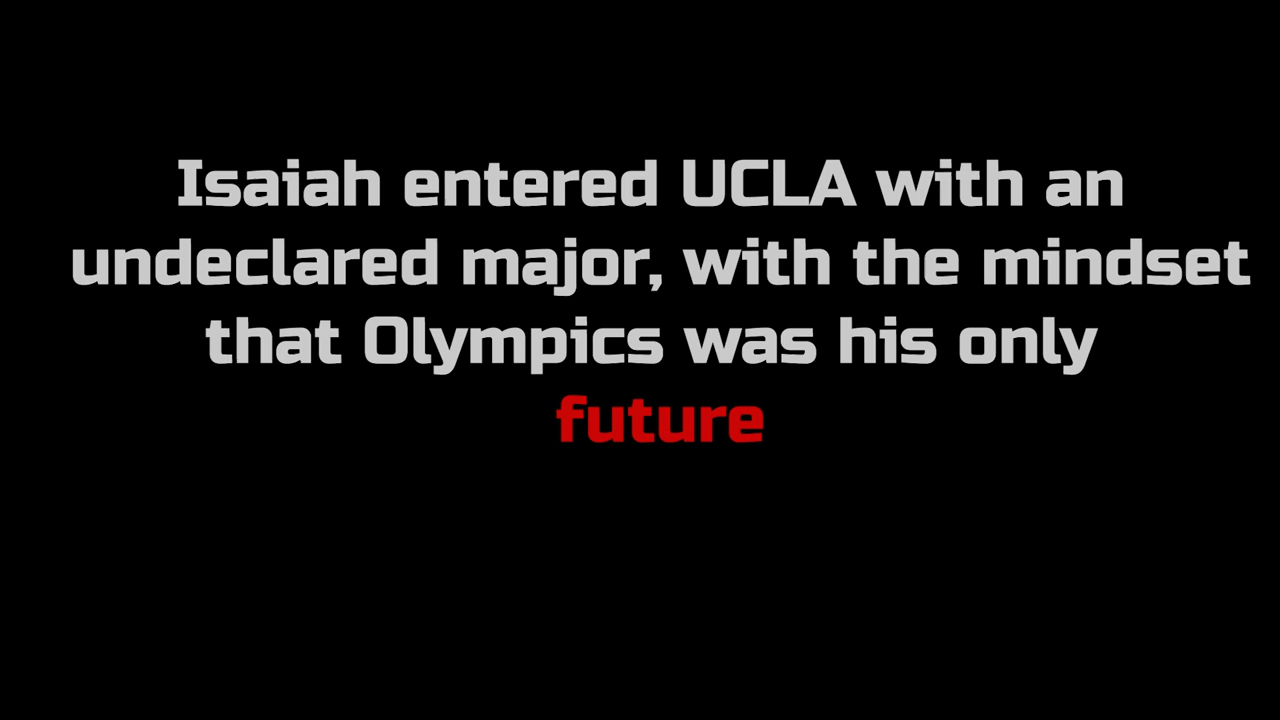 Isaiah entered UCLA with an
undeclared major, with the mindset
that Olympics was his only
future